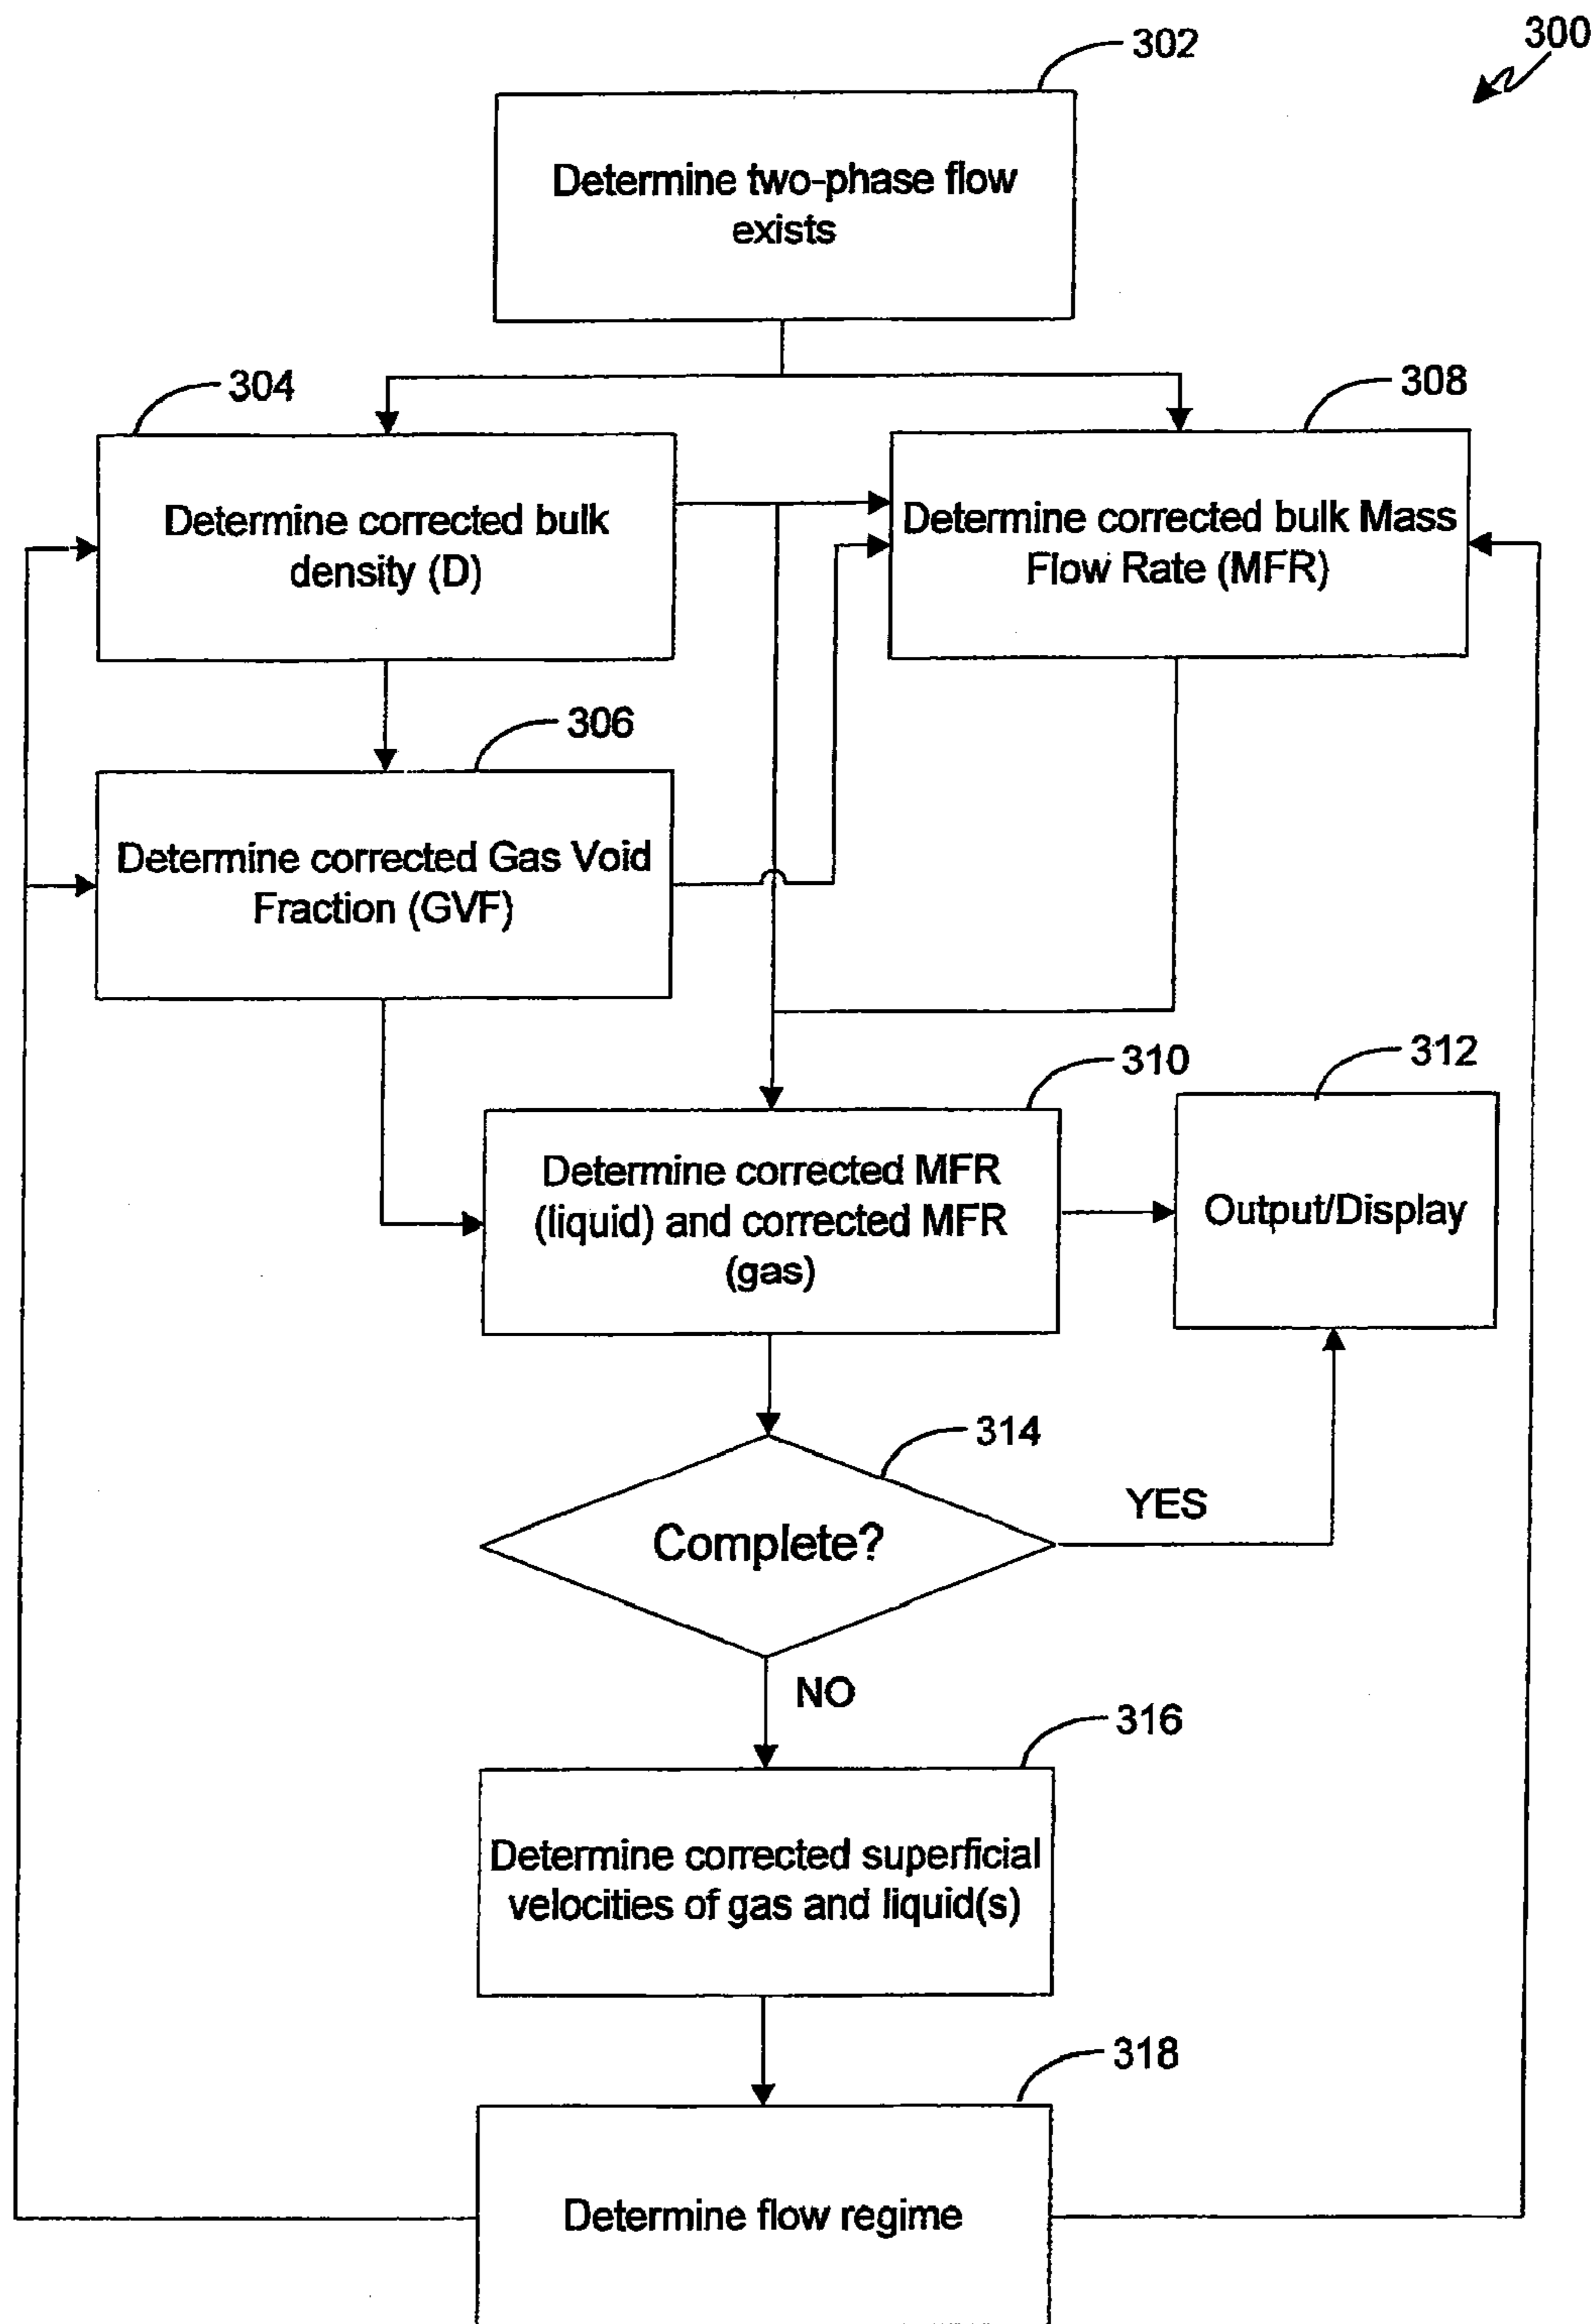 300
302
Determine two-phase flow
exists
304
308
Determine corrected bulk
density (D)
Determine corrected bulk Mass
Flow Rate (MFR)
306
Determine corrected Gas Void
Fraction (GVF)
310
312
Determine corrected MFR
(liquid) and corrected MFR
(gas)
Output/Display
314
Complete?
YES
NO
316
Determine corrected superficial
velocities of gas and liquid(s)
318
Determine flow regime